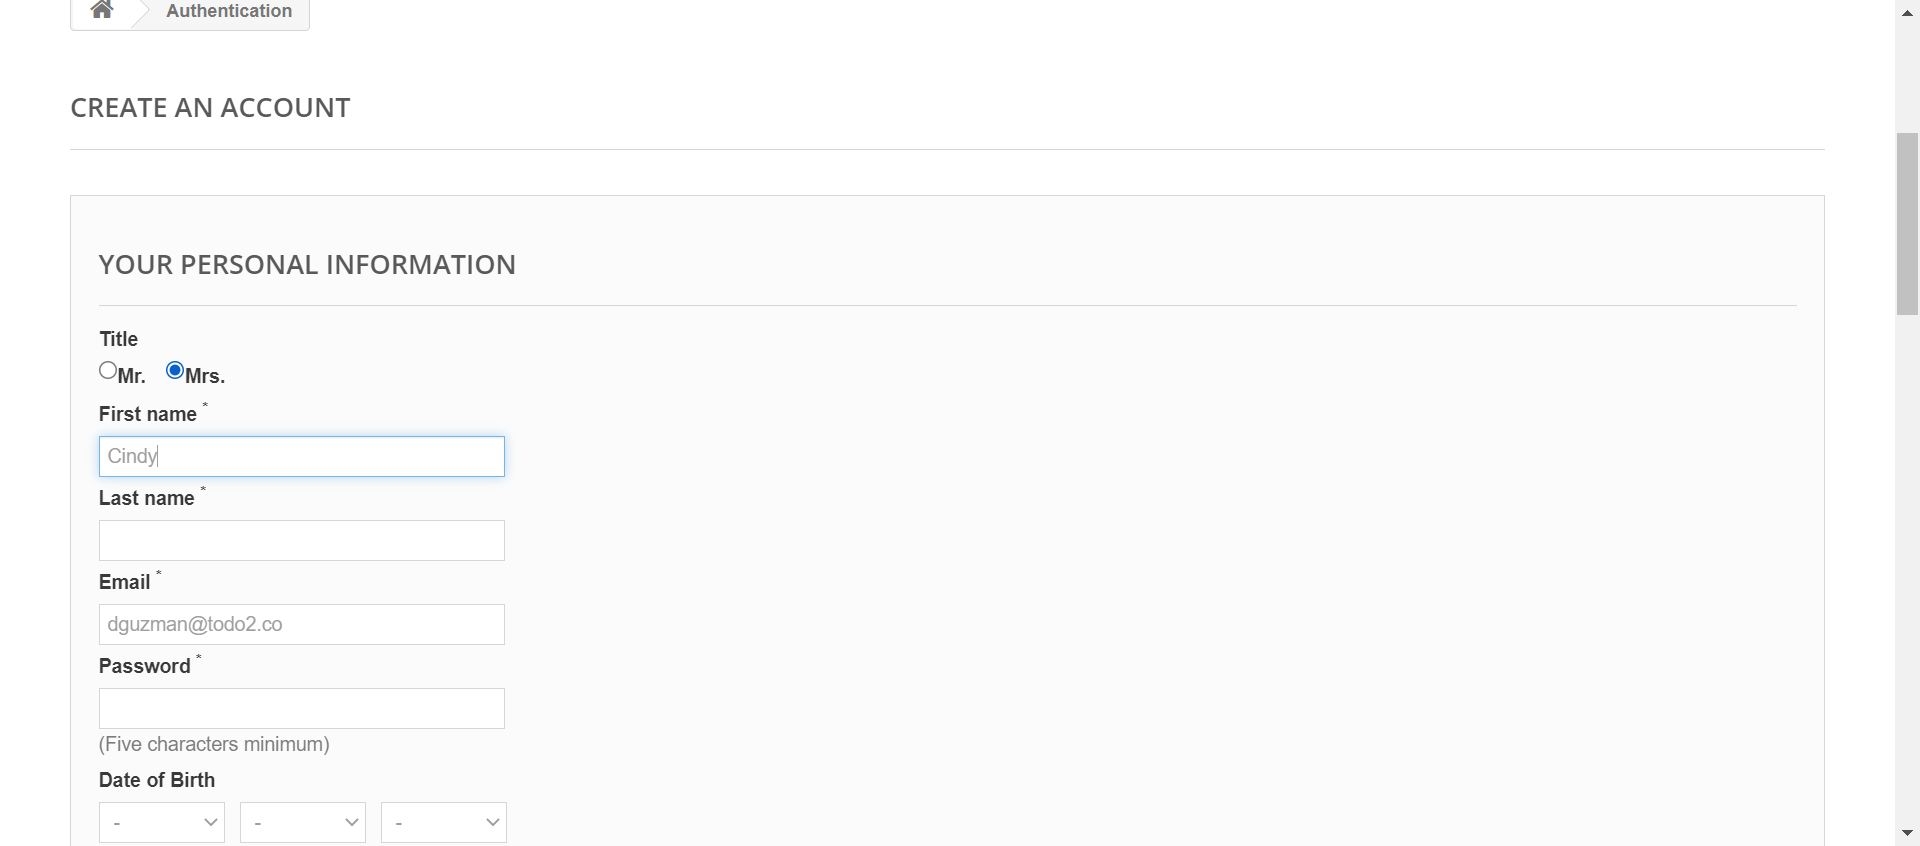 Authentication
CREATE AN ACCOUNT
YOUR PERSONAL INFORMATION
Title
Mr. Mrs.
First name *
Cindy
Last name *
Email *
dguzman@todo2.co
Password *
(Five characters minimum)
Date of Birth
- - -